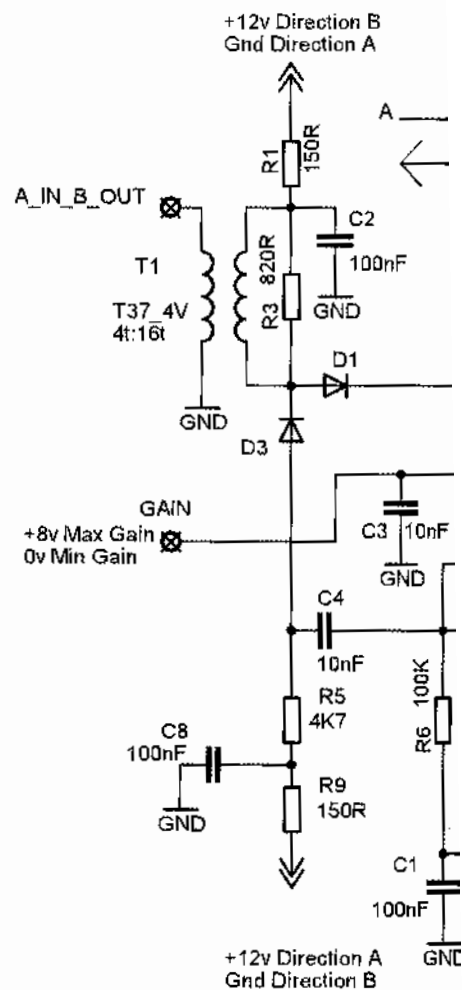 +12v Direction B
Gnd Direction A
A
R1
150R
A_IN_B_OUT
C2
100nF
GND
T1
820R
R3
T37_4V
4t:16t
D1
GND
D3
GAIN
+8v Max Gain
0v Min Gain
C3
10nF
GND
C4
10nF
100K
R6
R5
4K7
C8
100nF
GND
R9
150R
C1
100nF
GND
+12v Direction A
Gnd Direction B